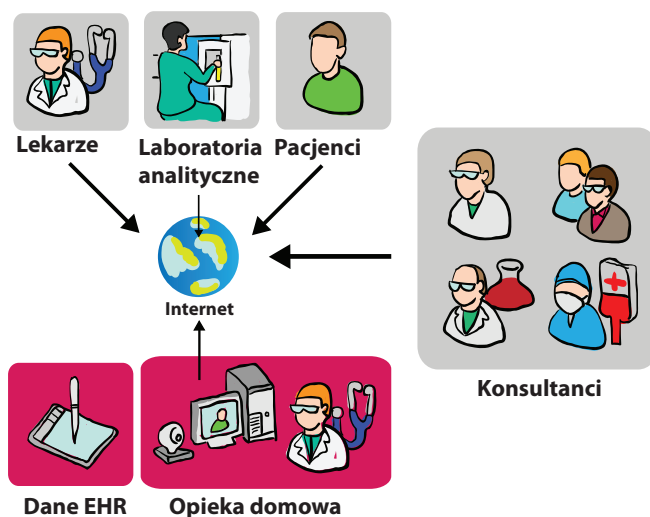 Lekarze
Laboratoria
analityczne
Pacjenci
Internet
Konsultanci
Dane EHR
Opieka domowa